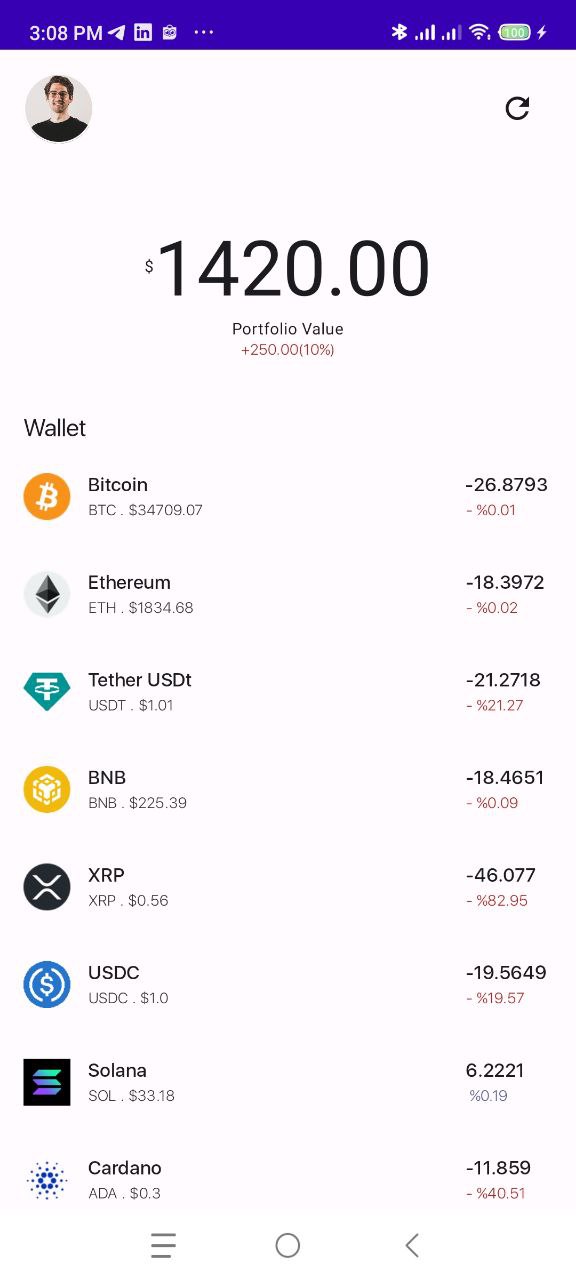 3:08 PM
100
$1420.00
Portfolio Value
+250.00(10%)
Wallet
Bitcoin -26.8793
BTC . $34709.07 - %0.01
Ethereum -18.3972
ETH . $1834.68 - %0.02
Tether USDt -21.2718
USDT . $1.01 - %21.27
BNB -18.4651
BNB . $225.39 - %0.09
XRP -46.077
XRP . $0.56 - %82.95
USDC -19.5649
USDC . $1.0 - %19.57
Solana 6.2221
SOL . $33.18 %0.19
Cardano -11.859
ADA . $0.3 - %40.51